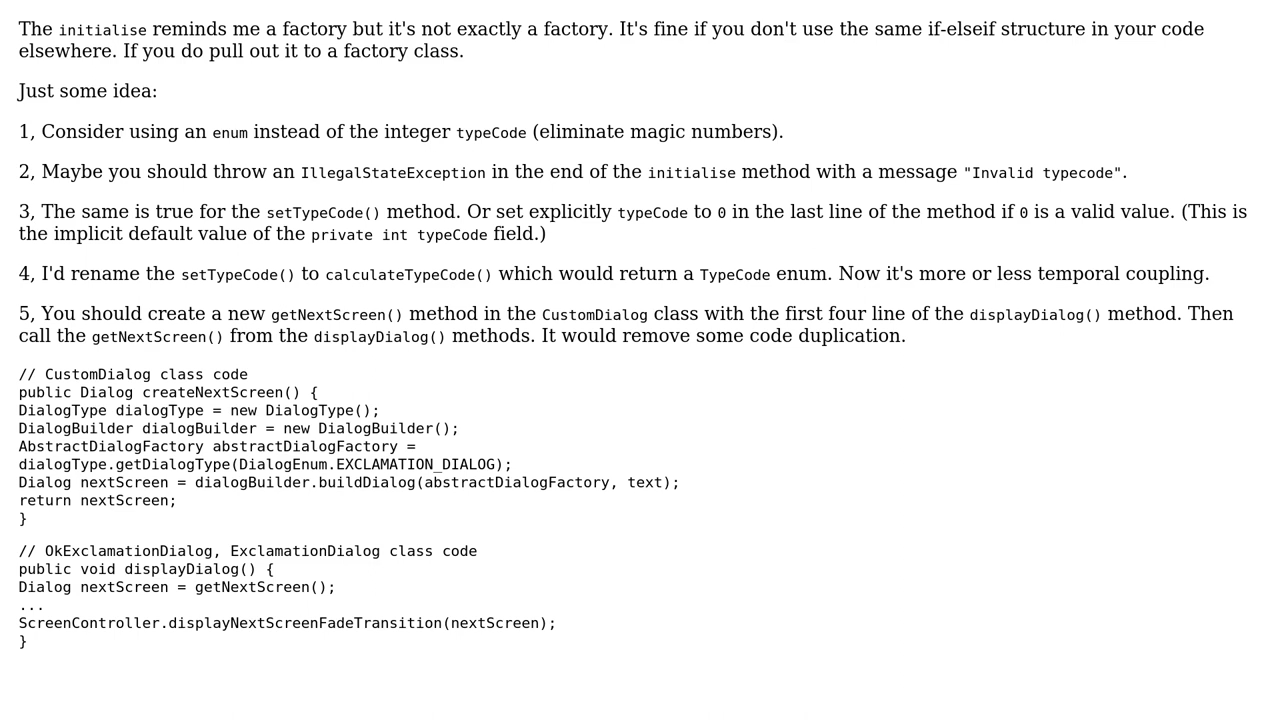 The initialise reminds me a factory but it's not exactly a factory. It's fine if you don't use the same if-elseif structure in your code
elsewhere. If you do pull out it to a factory class.
Just some idea:
1, Consider using an enum instead of the integer typeCode (eliminate magic numbers).
2, Maybe you should throw an IllegalStateException in the end of the initialise method with a message "Invalid typecode".
3, The same is true for the setTypeCode() method. Or set explicitly typeCode to 0 in the last line of the method if 0 is a valid value. (This is
the implicit default value of the private int typeCode field.)
4, I'd rename the setTypeCode() to calculateTypeCode() which would return a TypeCode enum. Now it's more or less temporal coupling.
5, You should create a new getNextScreen() method in the CustomDialog class with the first four line of the displayDialog() method. Then
call the getNextScreen() from the displayDialog() methods. It would remove some code duplication.
// CustomDialog class code
public Dialog createNextScreen() {
DialogType dialogType = new DialogType();
DialogBuilder dialogBuilder = new DialogBuilder();
AbstractDialogFactory abstractDialogFactory =
dialogType.getDialogType(DialogEnum.EXCLAMATION_DIALOG);
Dialog nextScreen = dialogBuilder.buildDialog(abstractDialogFactory, text);
return nextScreen;
}
// OkExclamationDialog, ExclamationDialog class code
public void displayDialog() {
Dialog nextScreen = getNextScreen();
...
ScreenController.displayNextScreenFadeTransition(nextScreen);
}